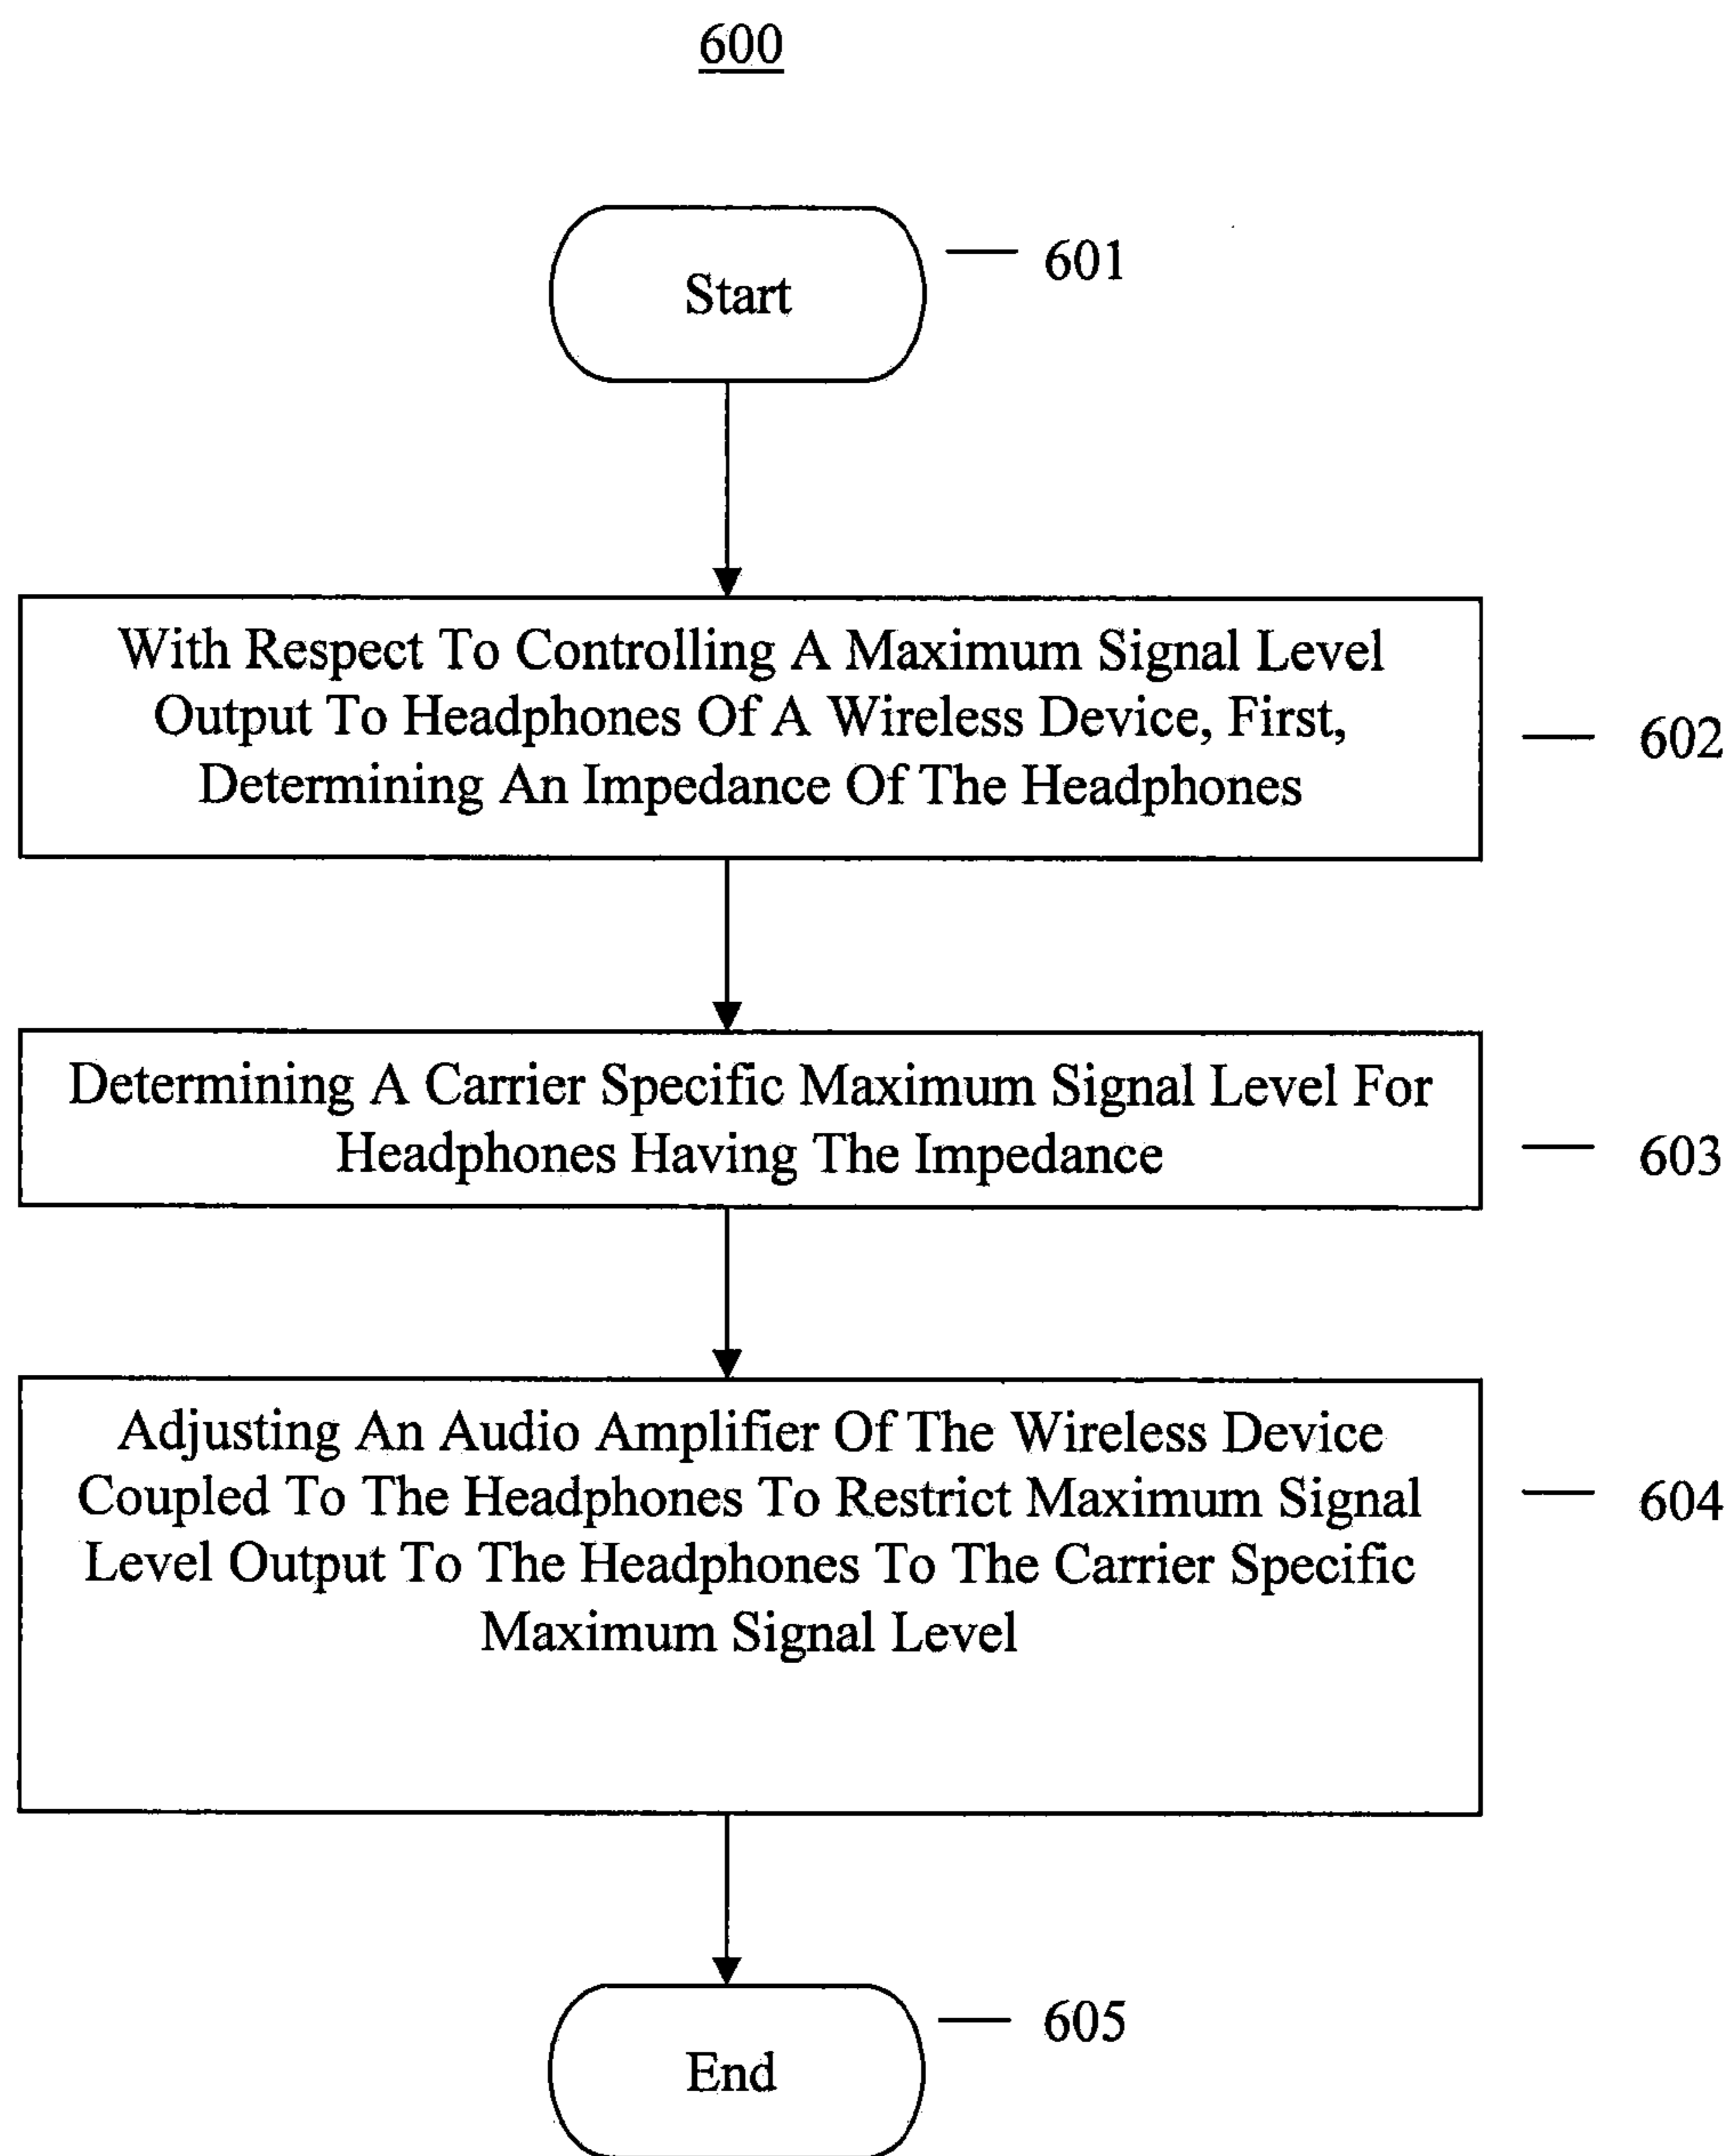 600
Start
601
With Respect To Controlling A Maximum Signal Level
Output To Headphones Of A Wireless Device, First,
Determining An Impedance Of The Headphones
602
Determining A Carrier Specific Maximum Signal Level For
Headphones Having The Impedance
603
Adjusting An Audio Amplifier Of The Wireless Device
Coupled To The Headphones To Restrict Maximum Signal
Level Output To The Headphones To The Carrier Specific
Maximum Signal Level
604
End
605